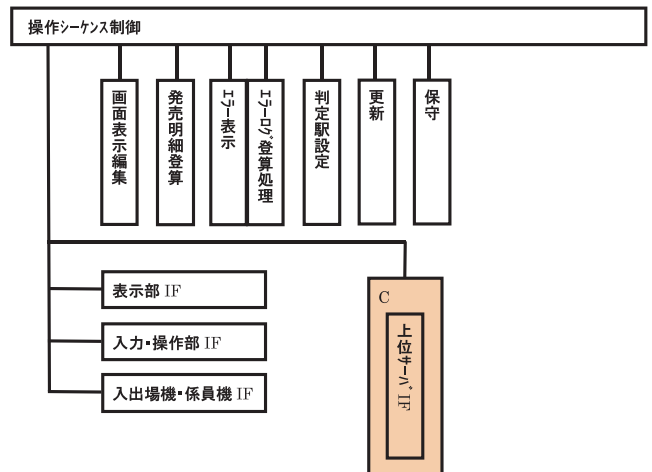 操作シーケンス制御
画面表示編集
発売明細登算
エラー表示
エラーログ登算処理
判定駅設定
更新
保守
表示部 IF
入力・操作部 IF
入出場機・係員機 IF
C
上位サーバIF